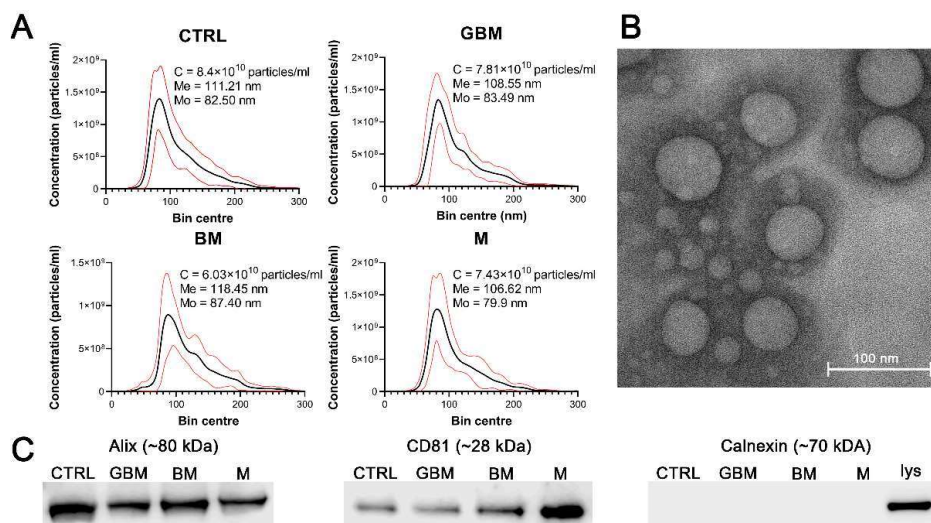 A
CTRL
C = 8.4×10¹⁰ particles/ml
Me = 111.21 nm
Mo = 82.50 nm
Concentration (particles/ml)
2×10⁹
1.5×10⁹
1×10⁹
5×10⁸
0
0 100 200 300
Bin centre
GBM
C = 7.81×10¹⁰ particles/ml
Me = 108.55 nm
Mo = 83.49 nm
Concentration (particles/ml)
2×10⁹
1.5×10⁹
1×10⁹
5×10⁸
0
0 100 200 300
Bin centre (nm)
BM
C = 6.03×10¹⁰ particles/ml
Me = 118.45 nm
Mo = 87.40 nm
Concentration (particles/ml)
1.5×10⁹
1×10⁹
5×10⁸
0
0 100 200 300
Bin centre
M
C = 7.43×10¹⁰ particles/ml
Me = 106.62 nm
Mo = 79.9 nm
Concentration (particles/ml)
2×10⁹
1.5×10⁹
1×10⁹
5×10⁸
0
0 100 200 300
Bin centre
B
100 nm
C
Alix (~80 kDa)
CTRL GBM BM M
CD81 (~28 kDa)
CTRL GBM BM M
Calnexin (~70 kDA)
CTRL GBM BM M lys